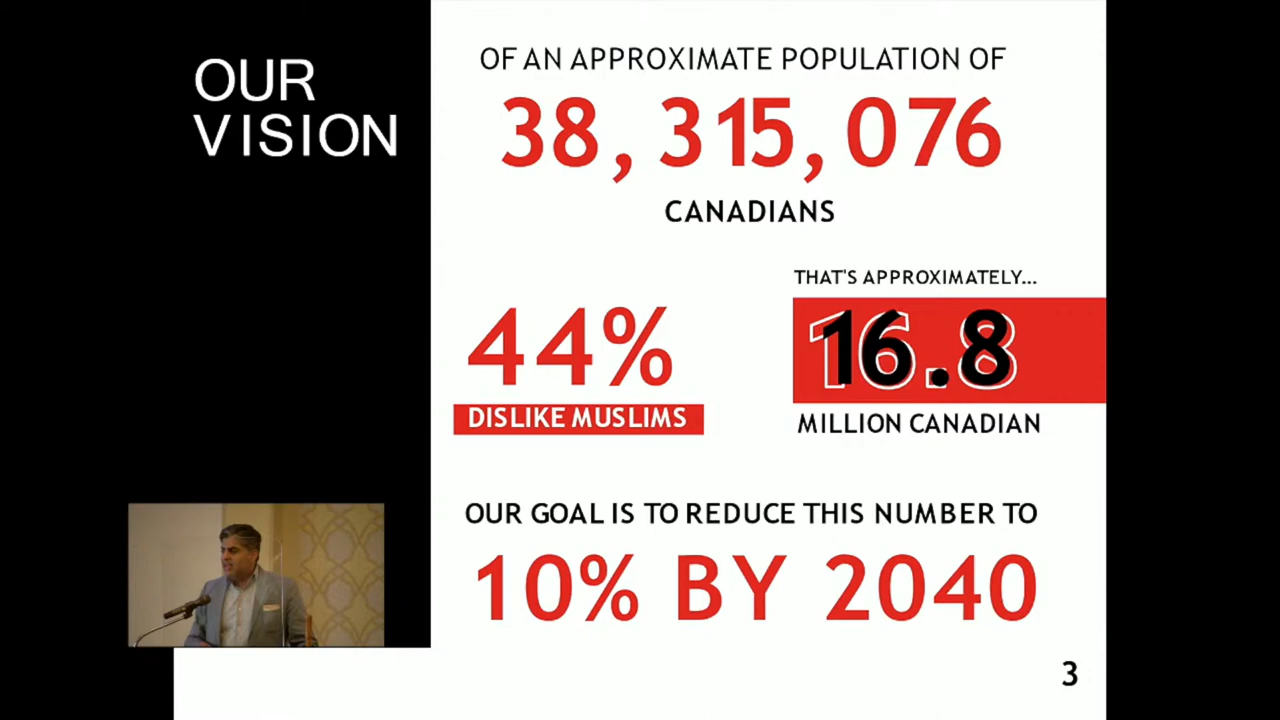 OUR
VISION
OF AN APPROXIMATE POPULATION OF
38,315,076
CANADIANS
44%
DISLIKE MUSLIMS
THAT'S APPROXIMATELY...
16.8
MILLION CANADIAN
OUR GOAL IS TO REDUCE THIS NUMBER TO
10% BY 2040
3